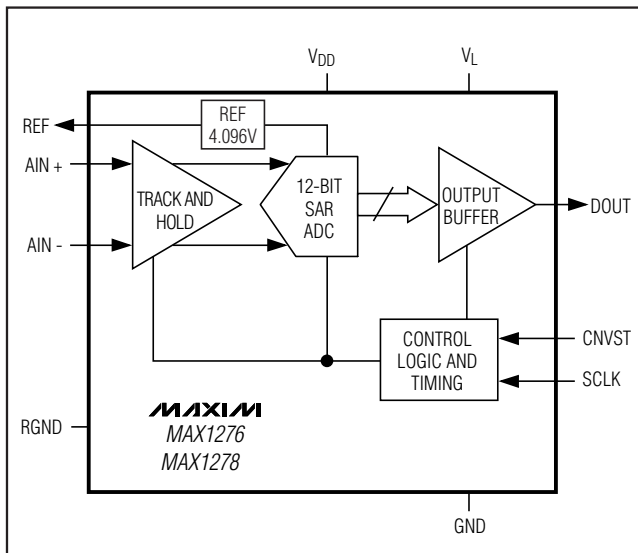 VDD
VL
REF
REF
4.096V
AIN +
TRACK AND
HOLD
12-BIT
SAR
ADC
OUTPUT
BUFFER
DOUT
AIN -
CONTROL
LOGIC AND
TIMING
CNVST
SCLK
MAXIM
RGND
MAX1276
MAX1278
GND